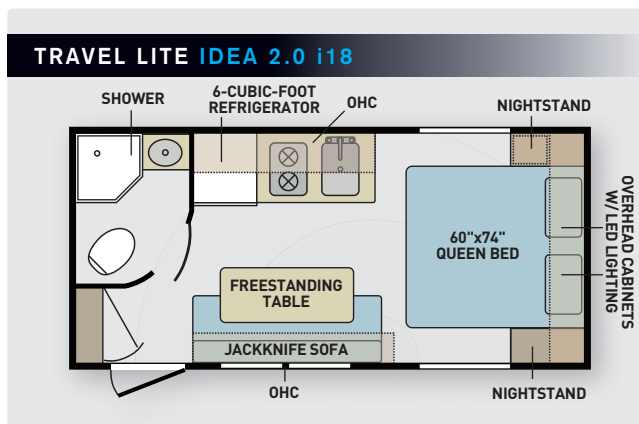 TRAVEL LITE IDEA 2.0 i18
SHOWER
6-CUBIC-FOOT
REFRIGERATOR
OHC
NIGHTSTAND
60"x74"
QUEEN BED
OVERHEAD CABINETS
W/ LED LIGHTING
FREESTANDING
TABLE
JACKKNIFE SOFA
OHC
NIGHTSTAND